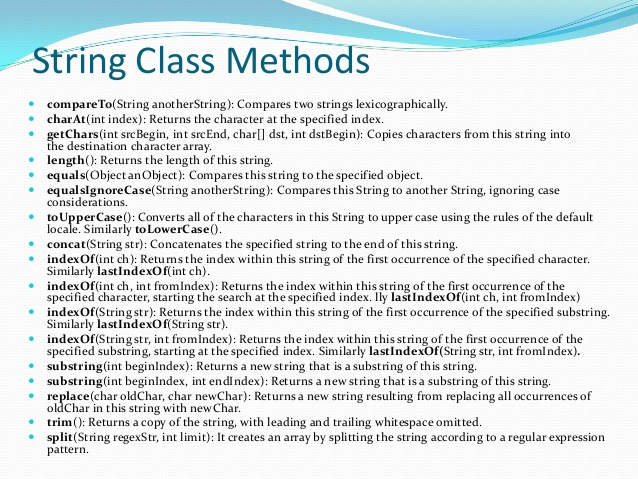 String Class Methods
compareTo(String anotherString): Compares two strings lexicographically.
charAt(int index): Returns the character at the specified index.
getChars(int srcBegin, int srcEnd, char[] dst, int dstBegin): Copies characters from this string into
the destination character array.
length(): Returns the length of this string.
equals(Object anObject): Compares this string to the specified object.
equalsIgnoreCase(String anotherString): Compares this String to another String, ignoring case
considerations.
toUpperCase(): Converts all of the characters in this String to upper case using the rules of the default
locale. Similarly toLowerCase().
concat(String str): Concatenates the specified string to the end of this string.
indexOf(int ch): Returns the index within this string of the first occurrence of the specified character.
Similarly lastIndexOf(int ch).
indexOf(int ch, int fromIndex): Returns the index within this string of the first occurrence of the
specified character, starting the search at the specified index. lly lastIndexOf(int ch, int fromIndex)
indexOf(String str): Returns the index within this string of the first occurrence of the specified substring.
Similarly lastIndexOf(String str).
indexOf(String str, int fromIndex): Returns the index within this string of the first occurrence of the
specified substring, starting at the specified index. Similarly lastIndexOf(String str, int fromIndex).
substring(int beginIndex): Returns a new string that is a substring of this string.
substring(int beginIndex, int endIndex): Returns a new string that is a substring of this string.
replace(char oldChar, char newChar): Returns a new string resulting from replacing all occurrences of
oldChar in this string with newChar.
trim(): Returns a copy of the string, with leading and trailing whitespace omitted.
split(String regexStr, int limit): It creates an array by splitting the string according to a regular expression
pattern.